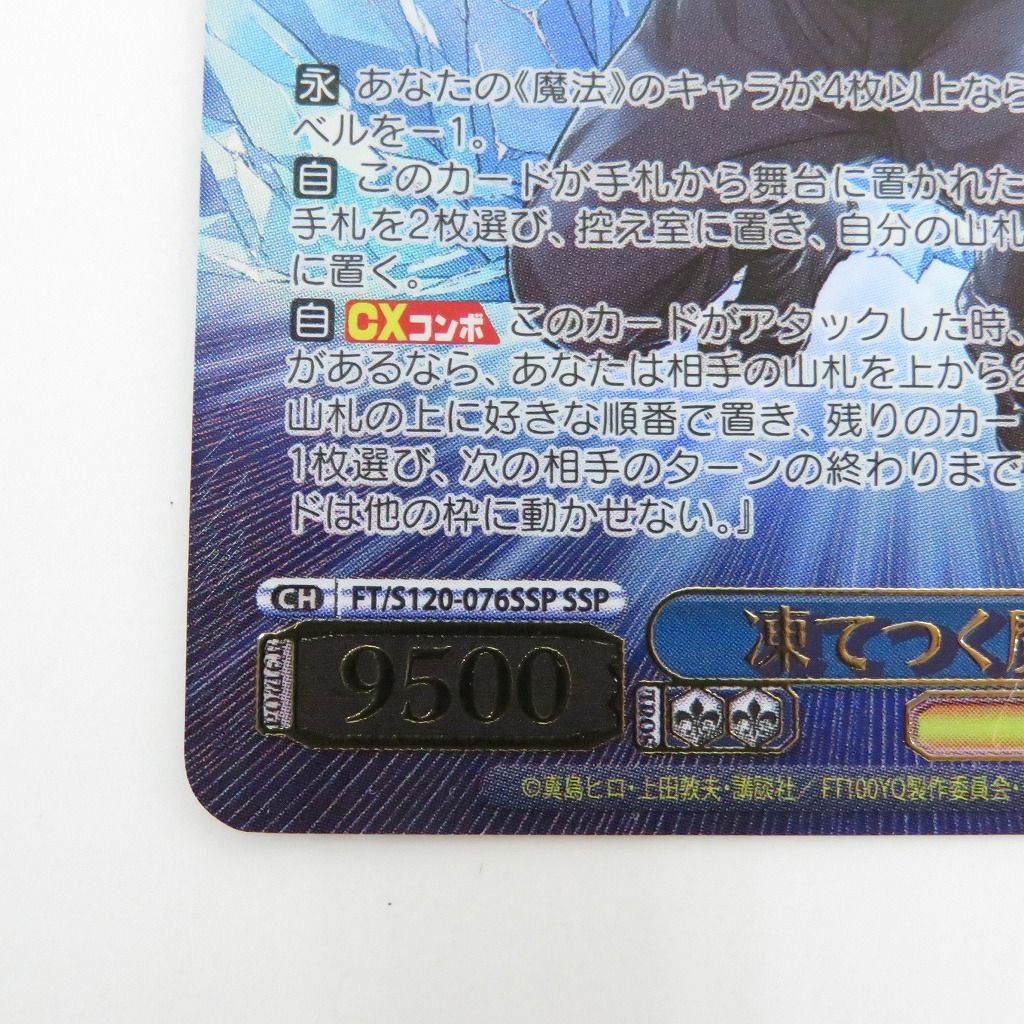 永 あなたの《魔法》のキャラが4枚以上なら
ベルを－1。
自 このカードが手札から舞台に置かれた
手札を2枚選び、控え室に置き、自分の山札
に置く。
自 CXコンボ このカードがアタックした時、
があるなら、あなたは相手の山札を上から2
山札の上に好きな順番で置き、残りのカー
1枚選び、次の相手のターンの終わりまで
ドは他の枠に動かせない。』
CH FT/S120-076SSP SSP
POWER 9500
凍てつく魔
SOUL
©真島ヒロ・上田敦夫・講談社／FT100YQ製作委員会・